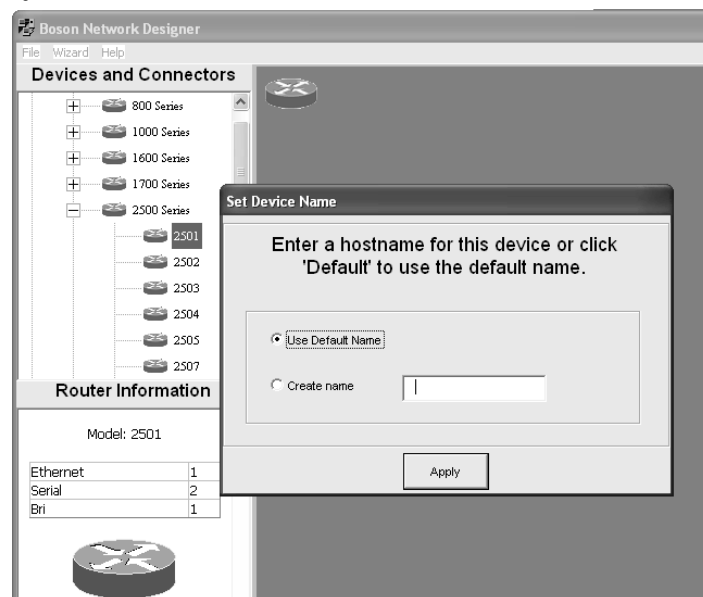 Boson Network Designer
File Wizard Help
Devices and Connectors
800 Series
1000 Series
1600 Series
1700 Series
2500 Series
2501
2502
2503
2504
2505
2507
Router Information
Model: 2501
Ethernet 1
Serial 2
Bri 1
Set Device Name
Enter a hostname for this device or click
'Default' to use the default name.
Use Default Name
Create name
Apply